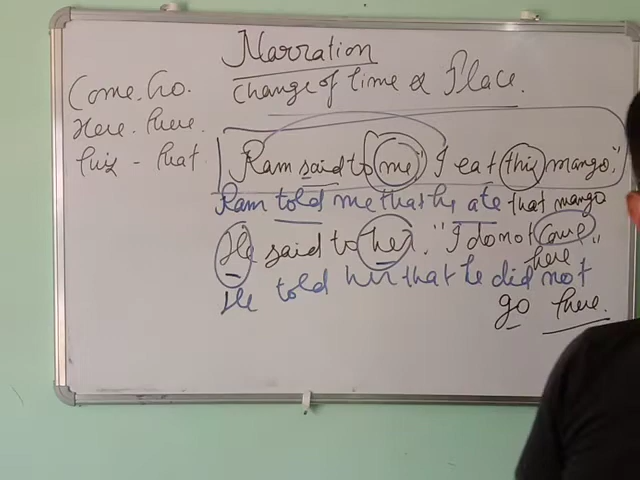 Narration
Change of time & Place.
Come. Go.
Here. there.
this - that
Ram said to me "I eat this mango."
Ram told me that he ate that mango
He said to her. "I do not come here"
He told her that he did not
go there.